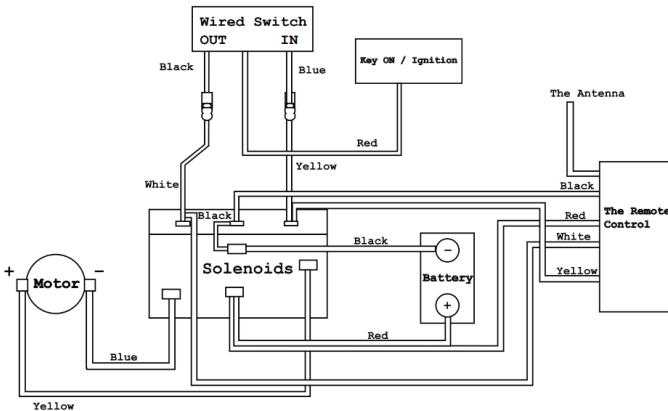 Wired Switch
OUT IN
Black
Blue
Key ON / Ignition
The Antenna
Red
Yellow
White
Black
Black
Red
The Remote
Control
White
Black
Yellow
Solenoids
Battery
−
+
+ Motor −
Red
Blue
Yellow